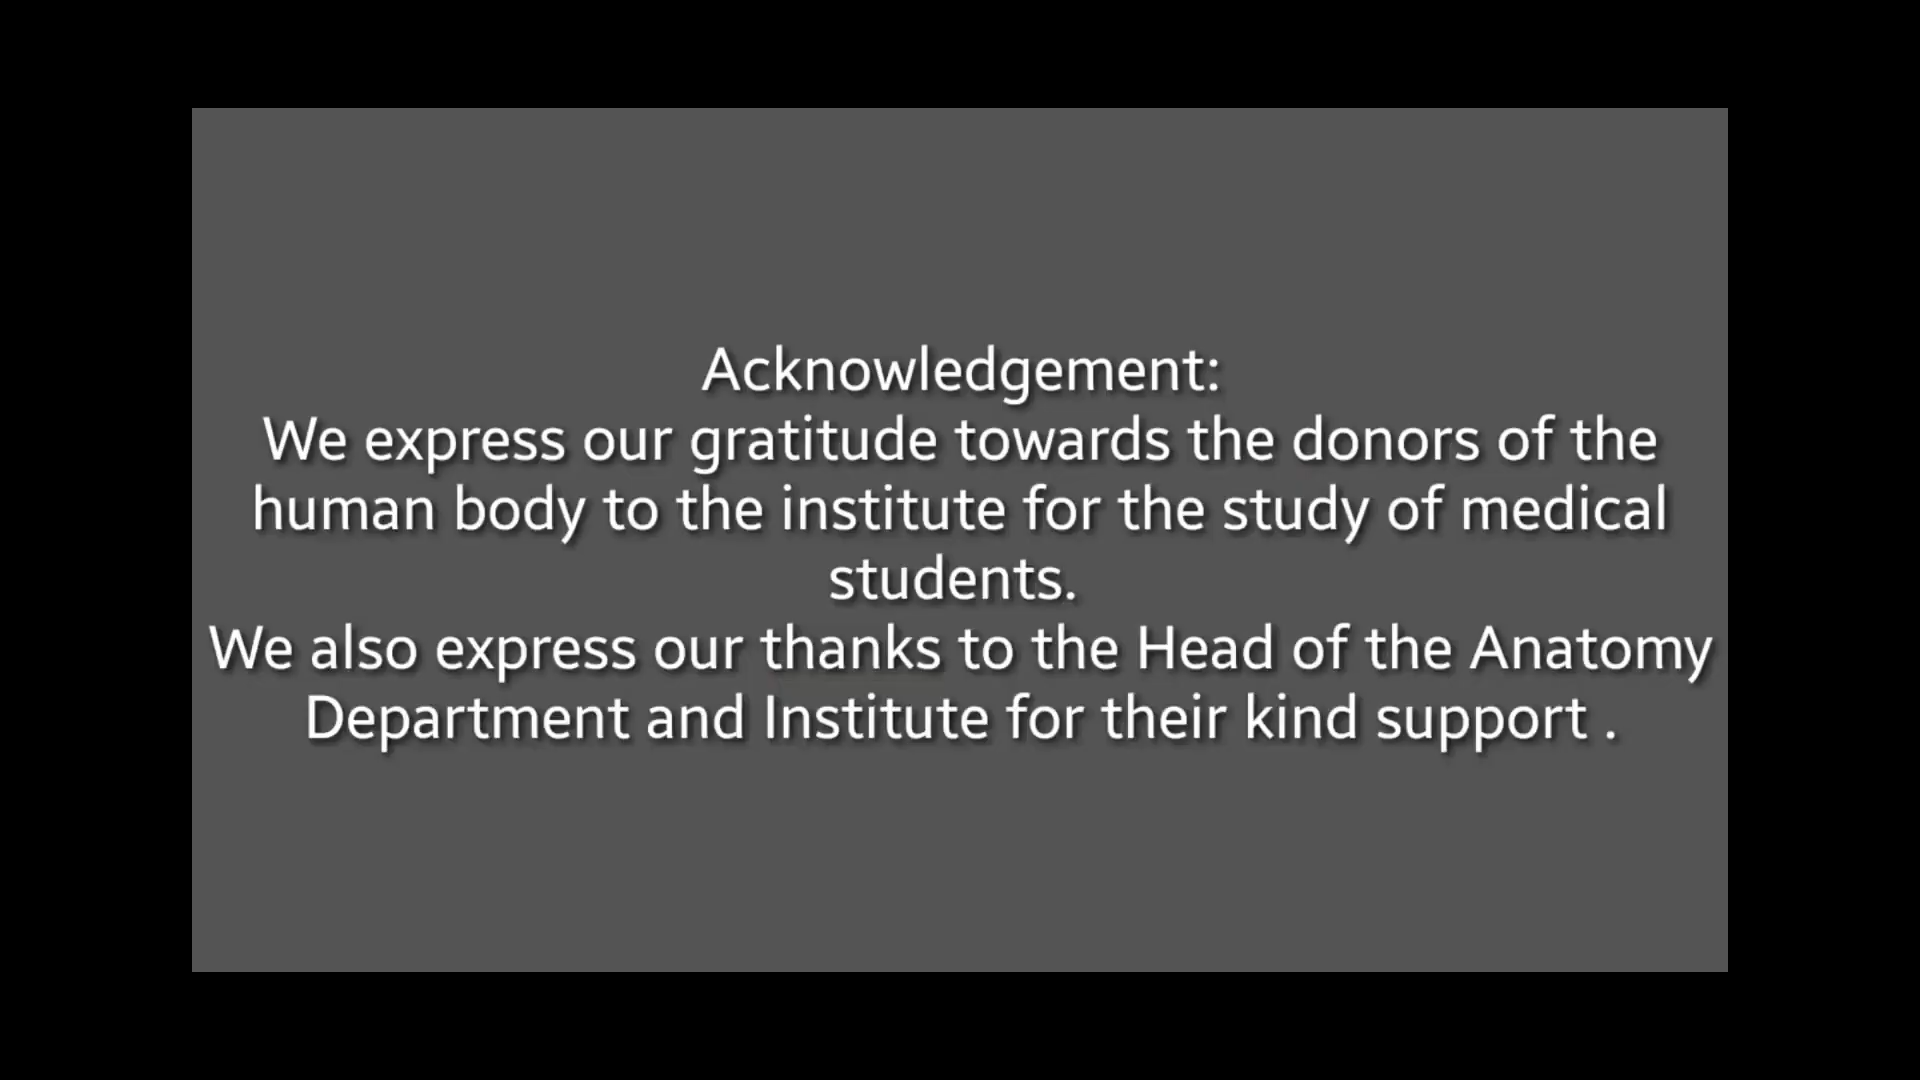 Acknowledgement:
We express our gratitude towards the donors of the
human body to the institute for the study of medical
students.
We also express our thanks to the Head of the Anatomy
Department and Institute for their kind support .